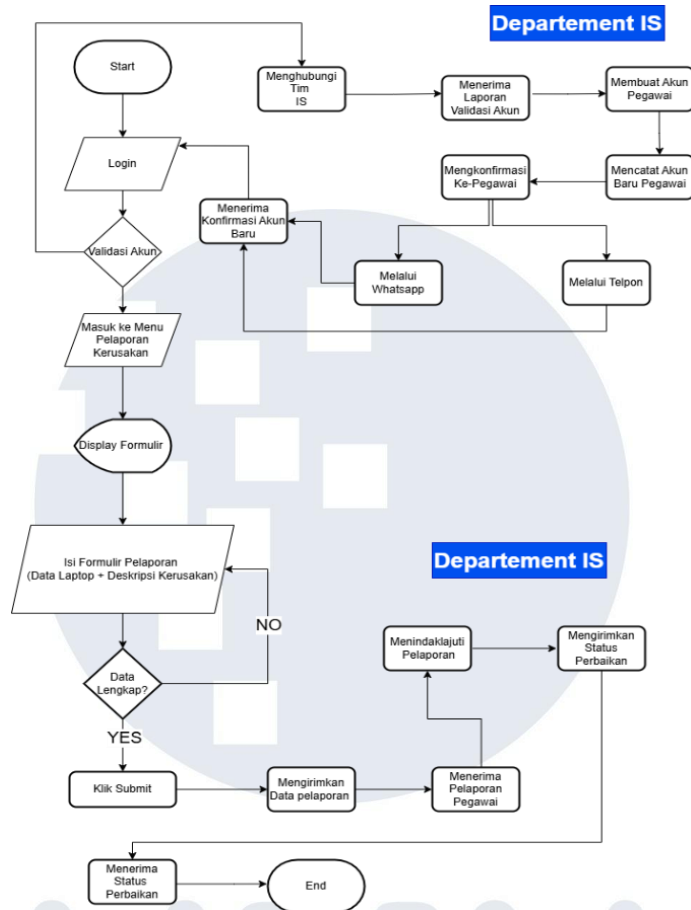 Departement IS
Start
Menghubungi
Tim
IS
Menerima
Laporan
Validasi Akun
Membuat Akun
Pegawai
Login
Mengkonfirmasi
Ke-Pegawai
Mencatat Akun
Baru Pegawai
Menerima
Konfirmasi Akun
Baru
Validasi Akun
Melalui
Whatsapp
Melalui Telpon
Masuk ke Menu
Pelaporan
Kerusakan
Display Formulir
Isi Formulir Pelaporan
(Data Laptop + Deskripsi Kerusakan)
Departement IS
NO
Menindaklajuti
Pelaporan
Mengirimkan
Status
Perbaikan
Data
Lengkap?
YES
Klik Submit
Mengirimkan
Data pelaporan
Menerima
Pelaporan
Pegawai
Menerima
Status
Perbaikan
End